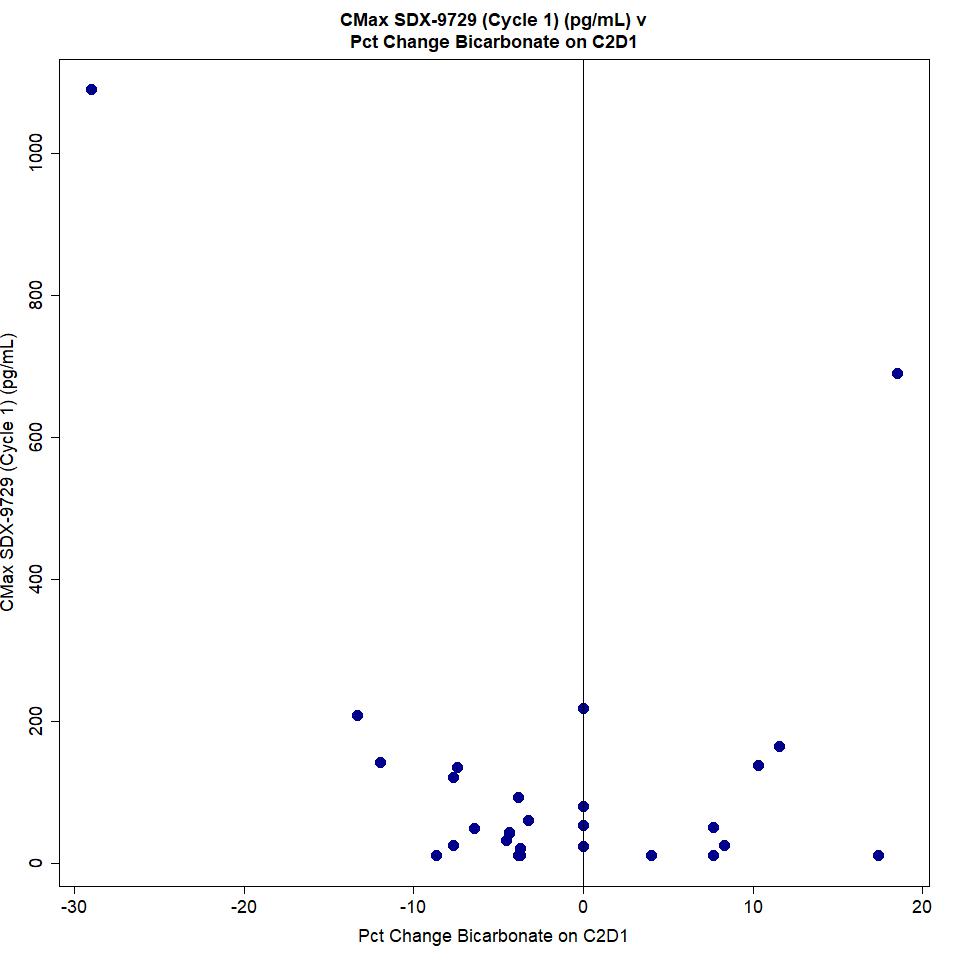 CMax SDX-9729 (Cycle 1) (pg/mL) v
Pct Change Bicarbonate on C2D1
CMax SDX-9729 (Cycle 1) (pg/mL)
1000
800
600
400
200
0
-30 -20 -10 0 10 20
Pct Change Bicarbonate on C2D1